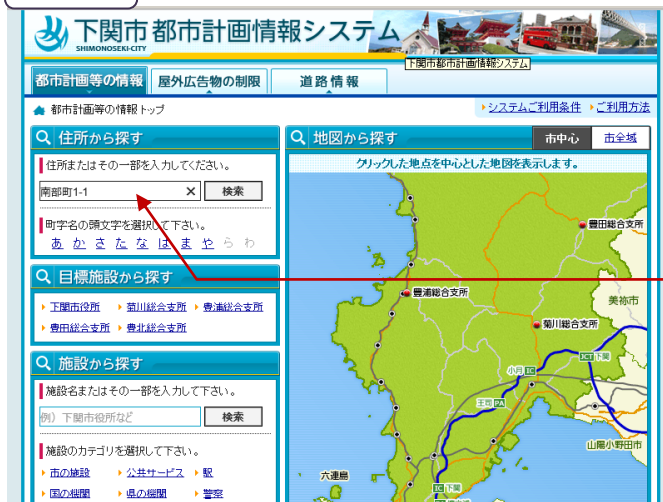 下関市都市計画情報システム
SHIMONOSEKI-CITY
下関市都市計画情報システム
都市計画等の情報 屋外広告物の制限 道路情報
都市計画等の情報トップ
システムご利用条件 ご利用方法
住所から探す
住所またはその一部を入力してください。
南部町1-1 × 検索
町字名の頭文字を選択して下さい。
あ か さ た な は ま や ら わ
目標施設から探す
下関市役所 菊川総合支所 豊浦総合支所
豊田総合支所 豊北総合支所
施設から探す
施設名またはその一部を入力して下さい。
例）下関市役所など 検索
施設のカテゴリを選択して下さい。
市の施設 公共サービス 駅
国の機関 県の機関 警察
地図から探す 市中心 市全域
クリックした地点を中心とした地図を表示します。
豊田総合支所
豊浦総合支所
美祢市
菊川総合支所
JCT 下関
小月 IC
王司 PA
山陽小野田市
六連島
IC 下関